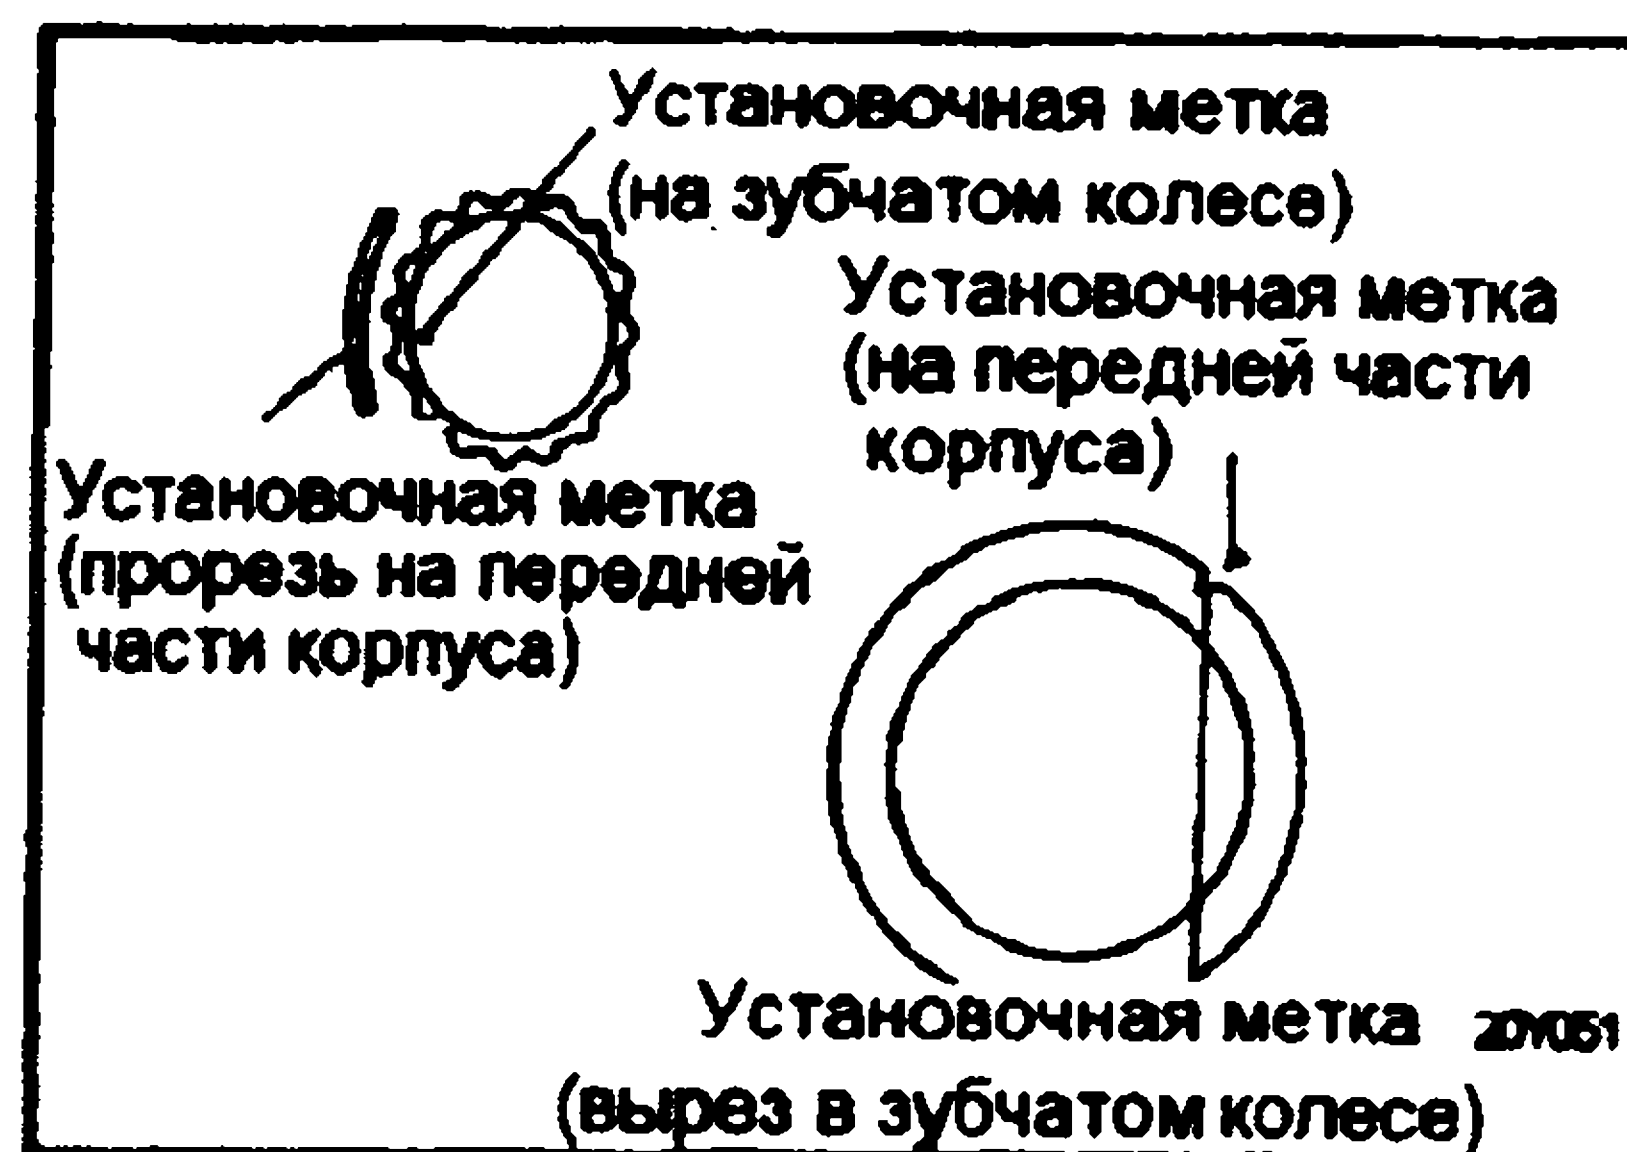 Установочная метка
(на зубчатом колесе)
Установочная метка
(на передней части
корпуса)
Установочная метка
(прорезь на передней
части корпуса)
Установочная метка
(вырез в зубчатом колесе)